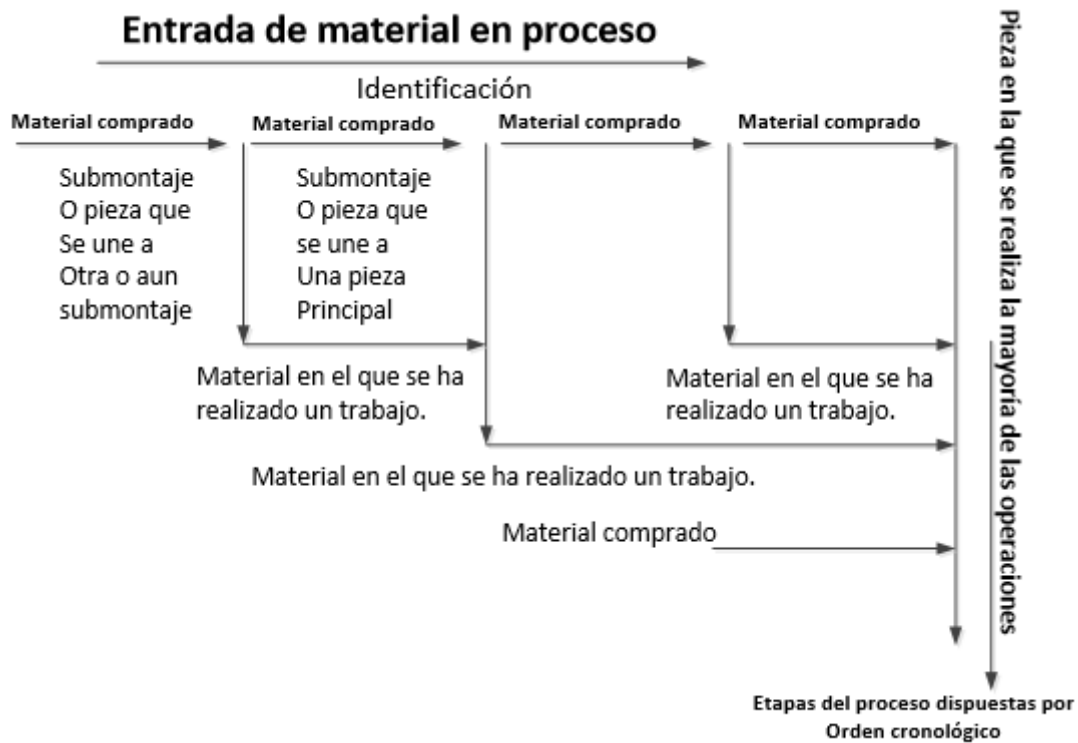 Entrada de material en proceso
Identificación
Material comprado
Material comprado
Material comprado
Material comprado
Submontaje
O pieza que
Se une a
Otra o aun
submontaje
Submontaje
O pieza que
se une a
Una pieza
Principal
Material en el que se ha
realizado un trabajo.
Material en el que se ha
realizado un trabajo.
Material en el que se ha realizado un trabajo.
Material comprado
Pieza en la que se realiza la mayoría de las operaciones
Etapas del proceso dispuestas por
Orden cronológico